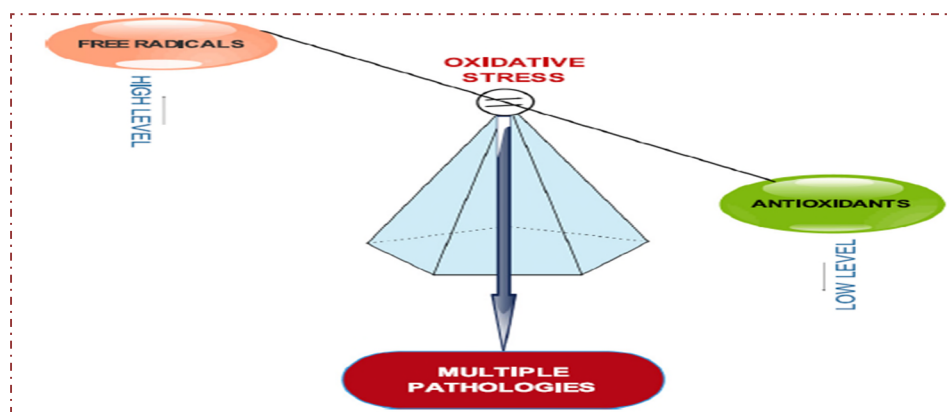 FREE RADICALS
HIGH LEVEL
OXIDATIVE
STRESS
ANTIOXIDANTS
LOW LEVEL
MULTIPLE
PATHOLOGIES